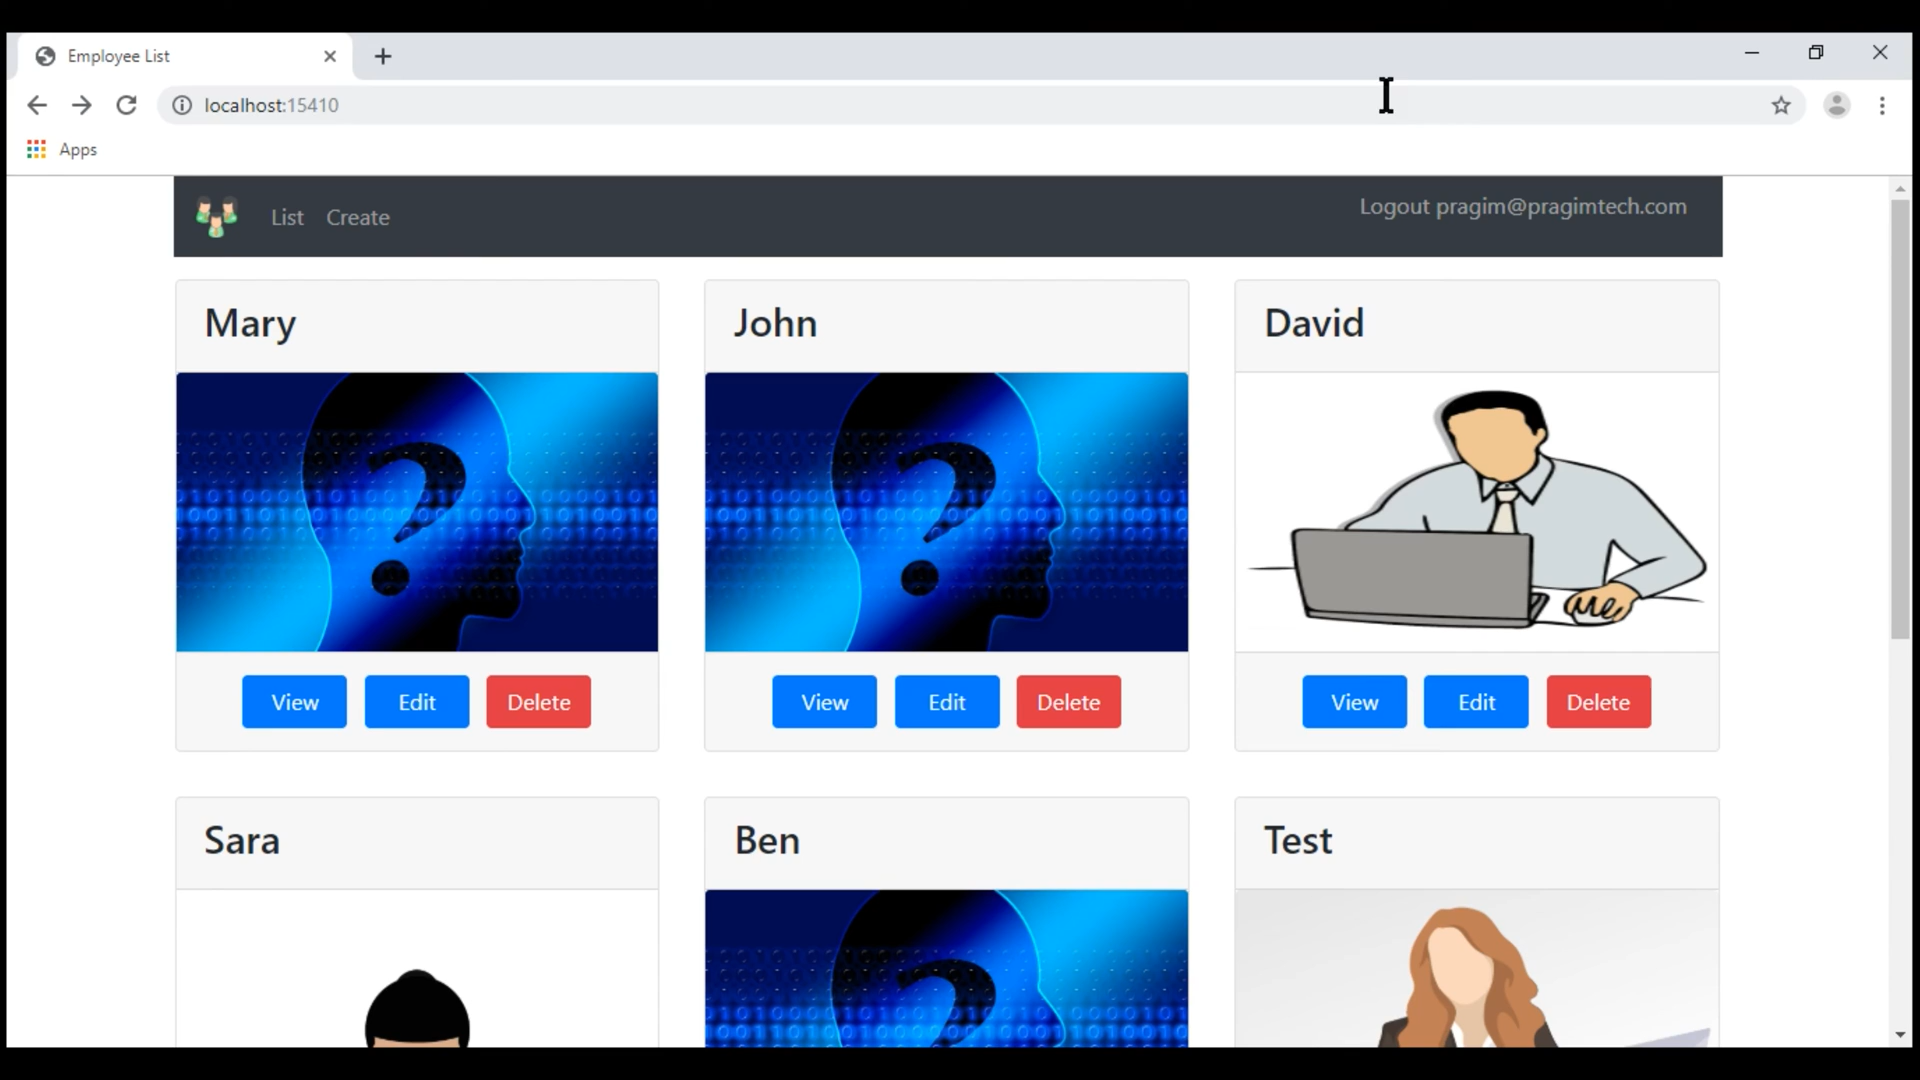 Employee List
localhost:15410
Apps
List Create Logout pragim@pragimtech.com
Mary John David
View Edit Delete View Edit Delete View Edit Delete
Sara Ben Test